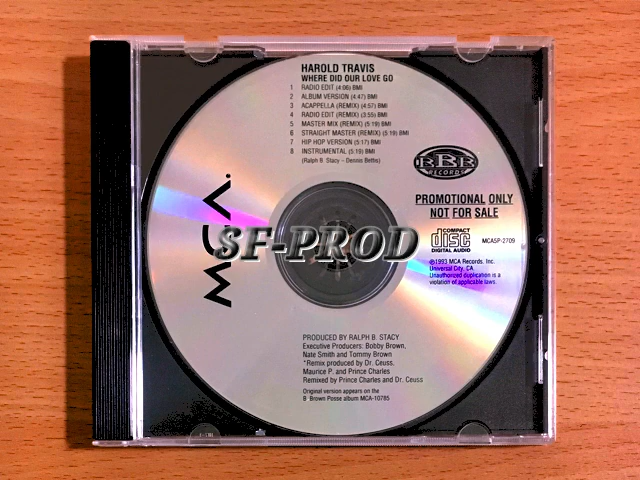 HAROLD TRAVIS
WHERE DID OUR LOVE GO
1 RADIO EDIT (4:06) BMI
2 ALBUM VERSION (4:47) BMI
3 ACAPPELLA (REMIX) (4:57) BMI
4 RADIO EDIT (REMIX) (3:55) BMI
5 MASTER MIX (REMIX) (5:19) BMI
6 STRAIGHT MASTER (REMIX) (5:19) BMI
7 HIP HOP VERSION (5:17) BMI
8 INSTRUMENTAL (5:19) BMI
(Ralph B. Stacy – Dennis Bettis)
BBB
RECORDS
PROMOTIONAL ONLY
NOT FOR SALE
MCA
SF-PROD
COMPACT
disc
DIGITAL AUDIO
MCA5P-2709
℗1993 MCA Records, Inc.
Universal City, CA
Unauthorized duplication is a
violation of applicable laws.
PRODUCED BY RALPH B. STACY
Executive Producers: Bobby Brown,
Nate Smith and Tommy Brown
*Remix produced by Dr. Ceuss,
Maurice P. and Prince Charles
Remixed by Prince Charles and Dr. Ceuss
Original version appears on the
B. Brown Posse album MCA-10785